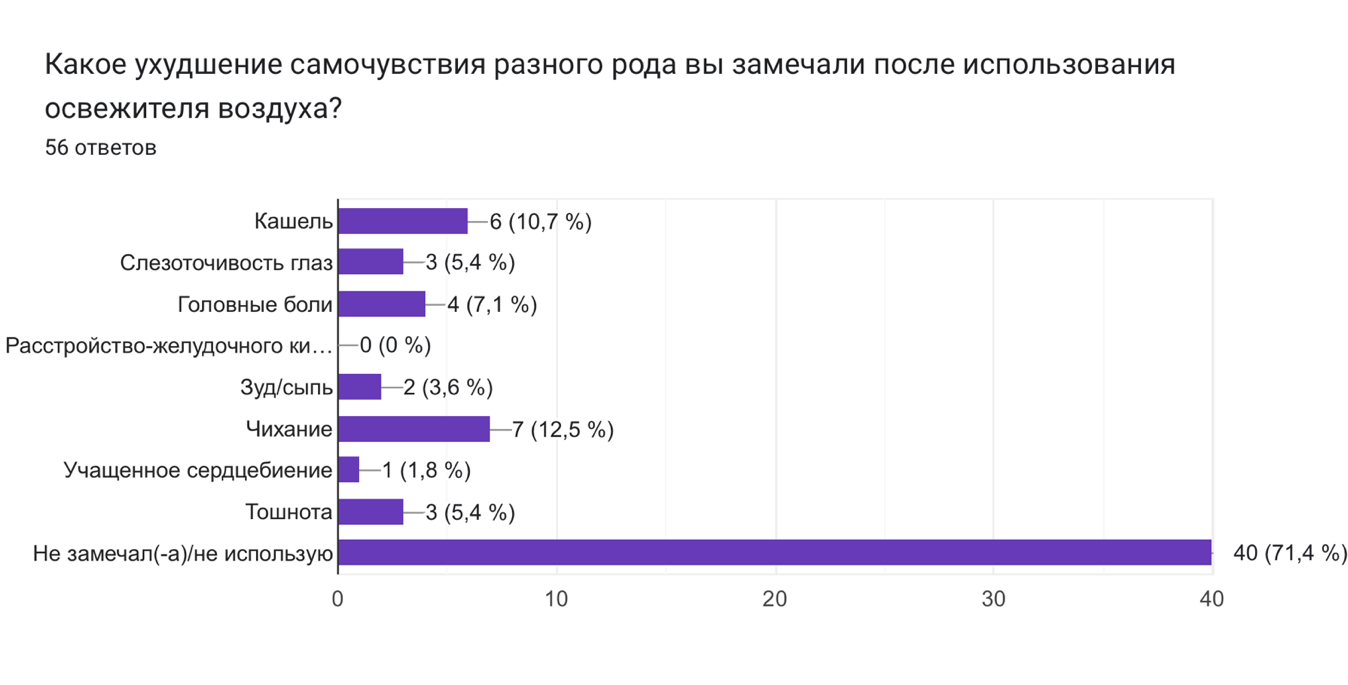 Какое ухудшение самочувствия разного рода вы замечали после использования
освежителя воздуха?
56 ответов
Кашель 6 (10,7 %)
Слезоточивость глаз 3 (5,4 %)
Головные боли 4 (7,1 %)
Расстройство-желудочного ки… 0 (0 %)
Зуд/сыпь 2 (3,6 %)
Чихание 7 (12,5 %)
Учащенное сердцебиение 1 (1,8 %)
Тошнота 3 (5,4 %)
Не замечал(-а)/не использую 40 (71,4 %)
0 10 20 30 40